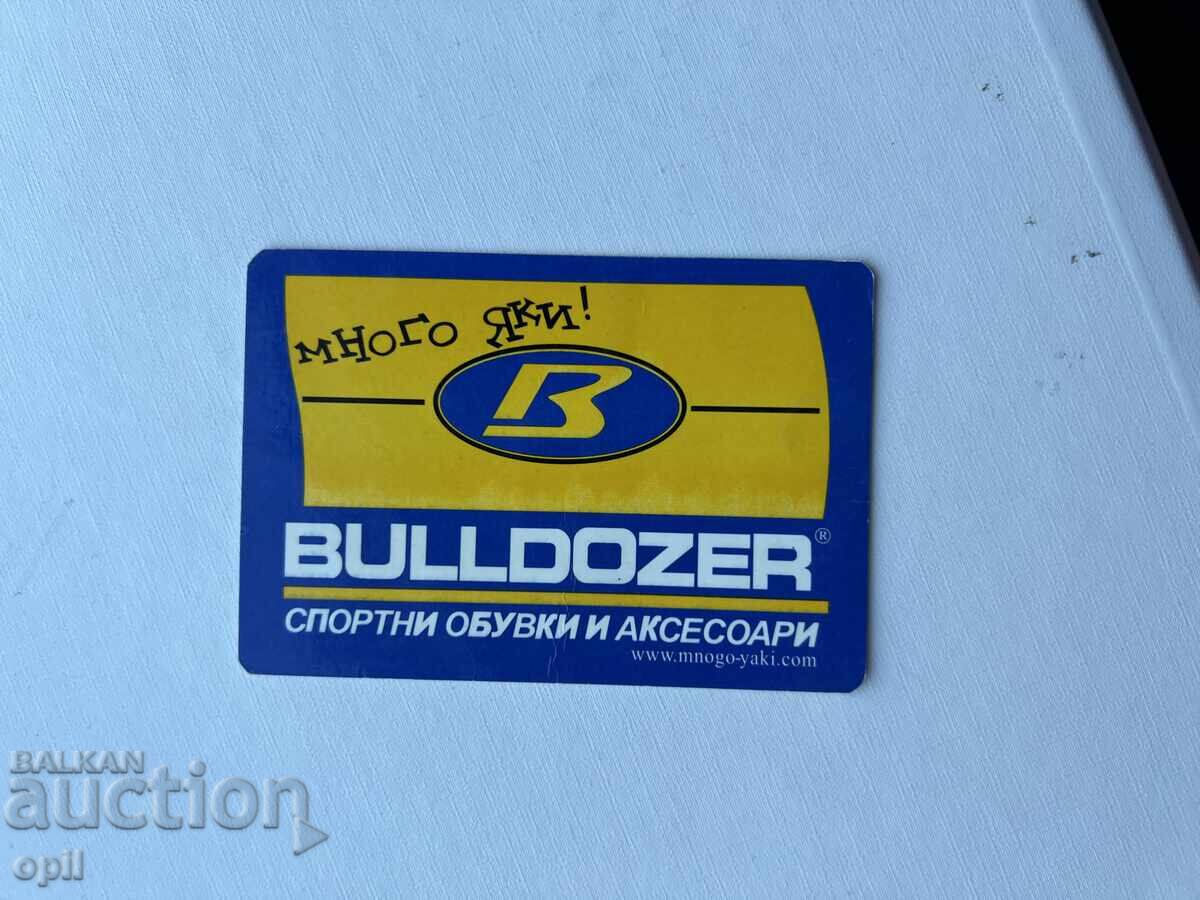 много яки!
B
BULLDOZER®
СПОРТНИ ОБУВКИ И АКСЕСОАРИ
www.mnogo-yaki.com
BALKAN
auction
opil